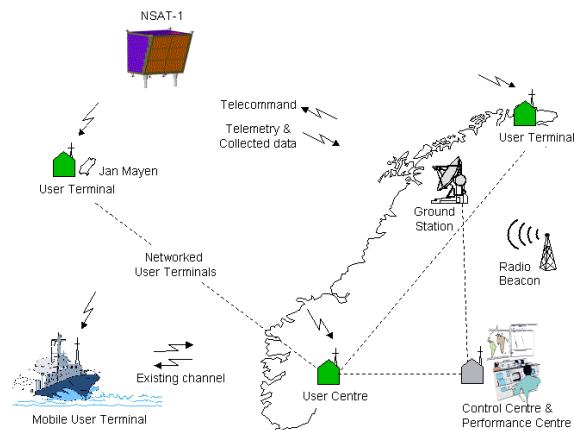 NSAT-1
Telecommand
Telemetry &
Collected data
User Terminal
Jan Mayen
User Terminal
Ground
Station
Networked
User Terminals
Radio
Beacon
Existing channel
User Centre
Mobile User Terminal
Control Centre &
Performance Centre